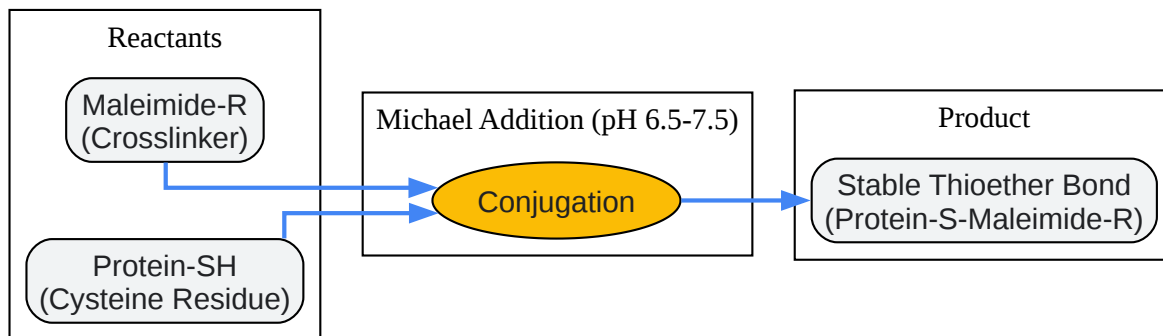 Reactants
Maleimide-R
(Crosslinker)
Protein-SH
(Cysteine Residue)
Michael Addition (pH 6.5-7.5)
Conjugation
Product
Stable Thioether Bond
(Protein-S-Maleimide-R)